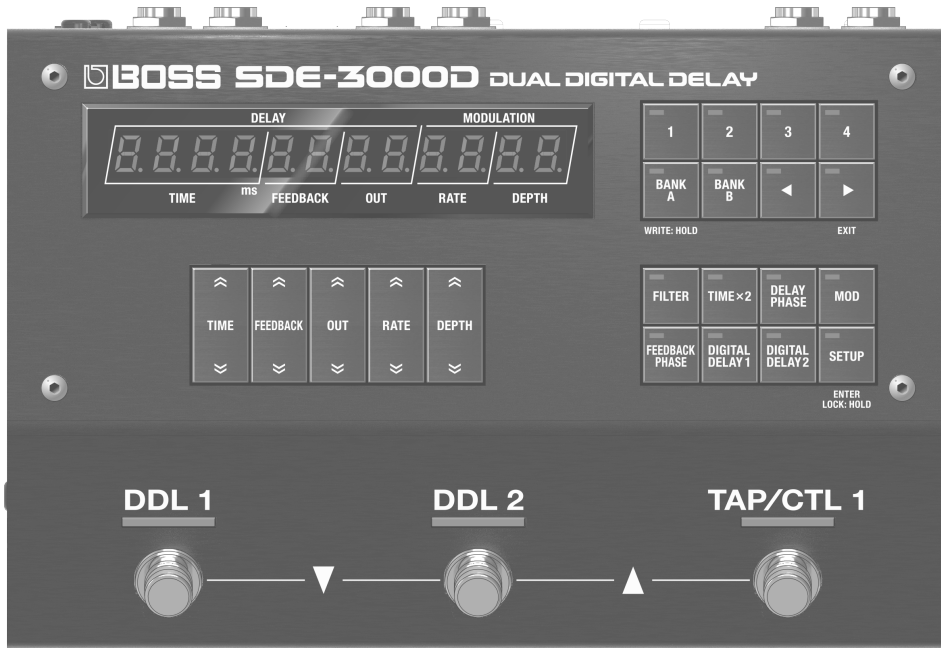 BOSS SDE-3000D DUAL DIGITAL DELAY
DELAY MODULATION
ms
TIME FEEDBACK OUT RATE DEPTH
1 2 3 4
BANK A BANK B ◀ ▶
WRITE: HOLD EXIT
TIME FEEDBACK OUT RATE DEPTH
FILTER TIME×2 DELAY PHASE MOD
FEEDBACK PHASE DIGITAL DELAY 1 DIGITAL DELAY 2 SETUP
ENTER
LOCK: HOLD
DDL 1 DDL 2 TAP/CTL 1